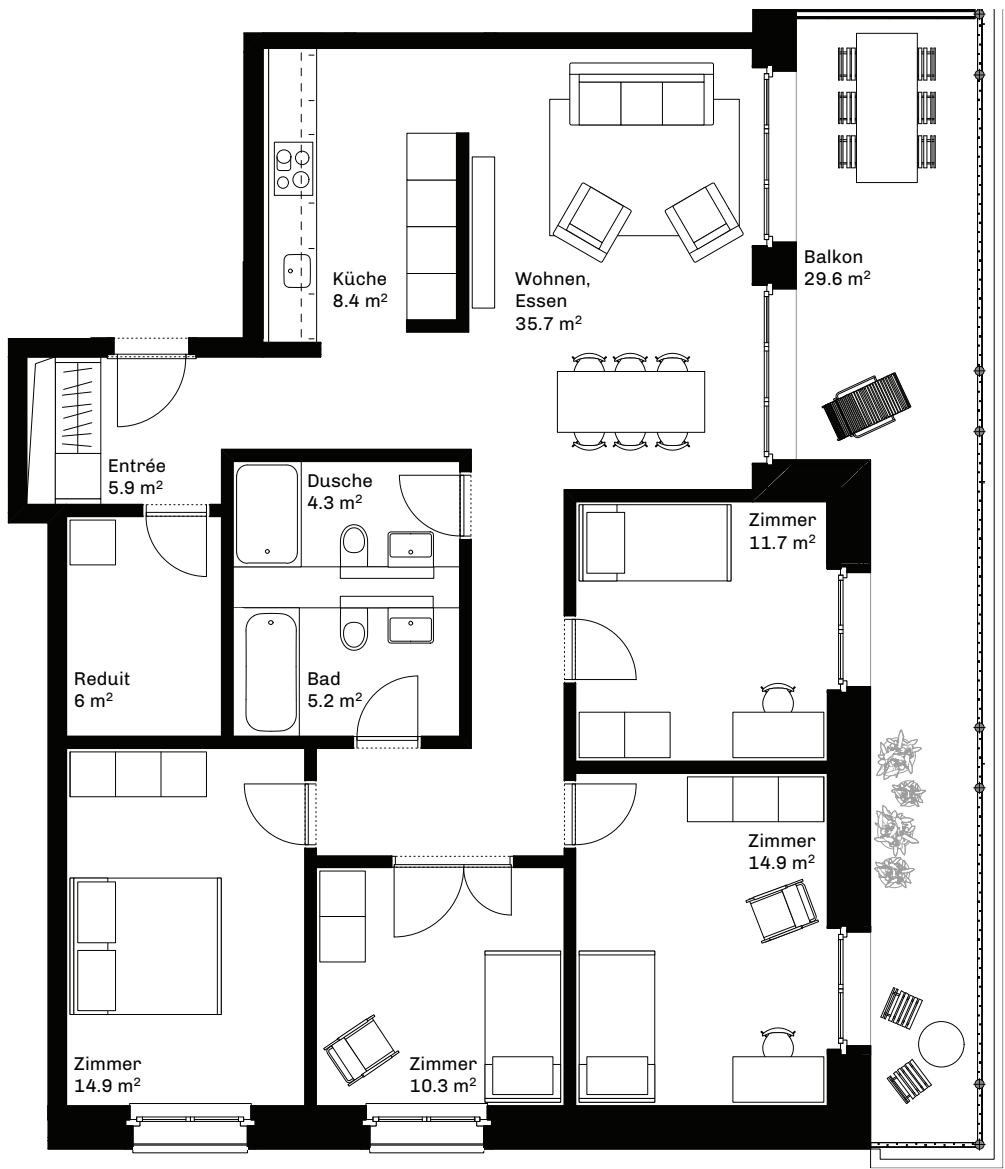 Küche
8.4 m²
Wohnen,
Essen
35.7 m²
Balkon
29.6 m²
Entrée
5.9 m²
Dusche
4.3 m²
Zimmer
11.7 m²
Reduit
6 m²
Bad
5.2 m²
Zimmer
14.9 m²
Zimmer
14.9 m²
Zimmer
10.3 m²